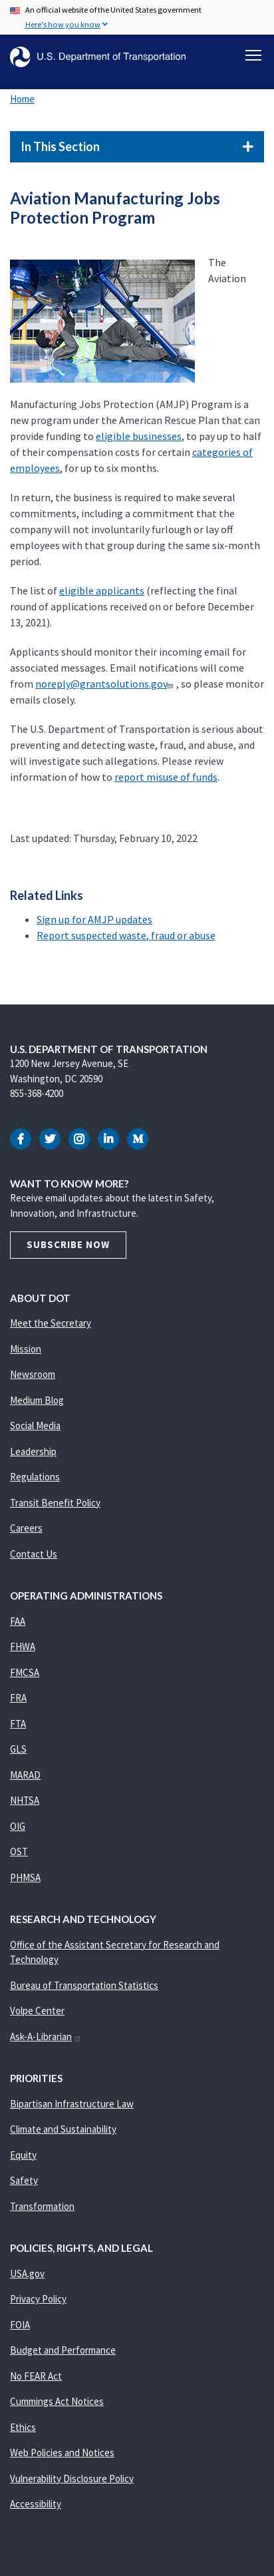 An official website of the United States government
Here's how you know
U.S. Department of Transportation
Home
In This Section
Aviation Manufacturing Jobs
Protection Program
The
Aviation
Manufacturing Jobs Protection (AMJP) Program is a
new program under the American Rescue Plan that can
provide funding to eligible businesses, to pay up to half
of their compensation costs for certain categories of
employees, for up to six months.
In return, the business is required to make several
commitments, including a commitment that the
company will not involuntarily furlough or lay off
employees with that group during the same six-month
period.
The list of eligible applicants (reflecting the final
round of applications received on or before December
13, 2021).
Applicants should monitor their incoming email for
associated messages. Email notifications will come
from noreply@grantsolutions.gov , so please monitor
emails closely.
The U.S. Department of Transportation is serious about
preventing and detecting waste, fraud, and abuse, and
will investigate such allegations. Please review
information of how to report misuse of funds.
Last updated: Thursday, February 10, 2022
Related Links
• Sign up for AMJP updates
• Report suspected waste, fraud or abuse
U.S. DEPARTMENT OF TRANSPORTATION
1200 New Jersey Avenue, SE
Washington, DC 20590
855-368-4200
WANT TO KNOW MORE?
Receive email updates about the latest in Safety,
Innovation, and Infrastructure.
SUBSCRIBE NOW
ABOUT DOT
Meet the Secretary
Mission
Newsroom
Medium Blog
Social Media
Leadership
Regulations
Transit Benefit Policy
Careers
Contact Us
OPERATING ADMINISTRATIONS
FAA
FHWA
FMCSA
FRA
FTA
GLS
MARAD
NHTSA
OIG
OST
PHMSA
RESEARCH AND TECHNOLOGY
Office of the Assistant Secretary for Research and
Technology
Bureau of Transportation Statistics
Volpe Center
Ask-A-Librarian
PRIORITIES
Bipartisan Infrastructure Law
Climate and Sustainability
Equity
Safety
Transformation
POLICIES, RIGHTS, AND LEGAL
USA.gov
Privacy Policy
FOIA
Budget and Performance
No FEAR Act
Cummings Act Notices
Ethics
Web Policies and Notices
Vulnerability Disclosure Policy
Accessibility